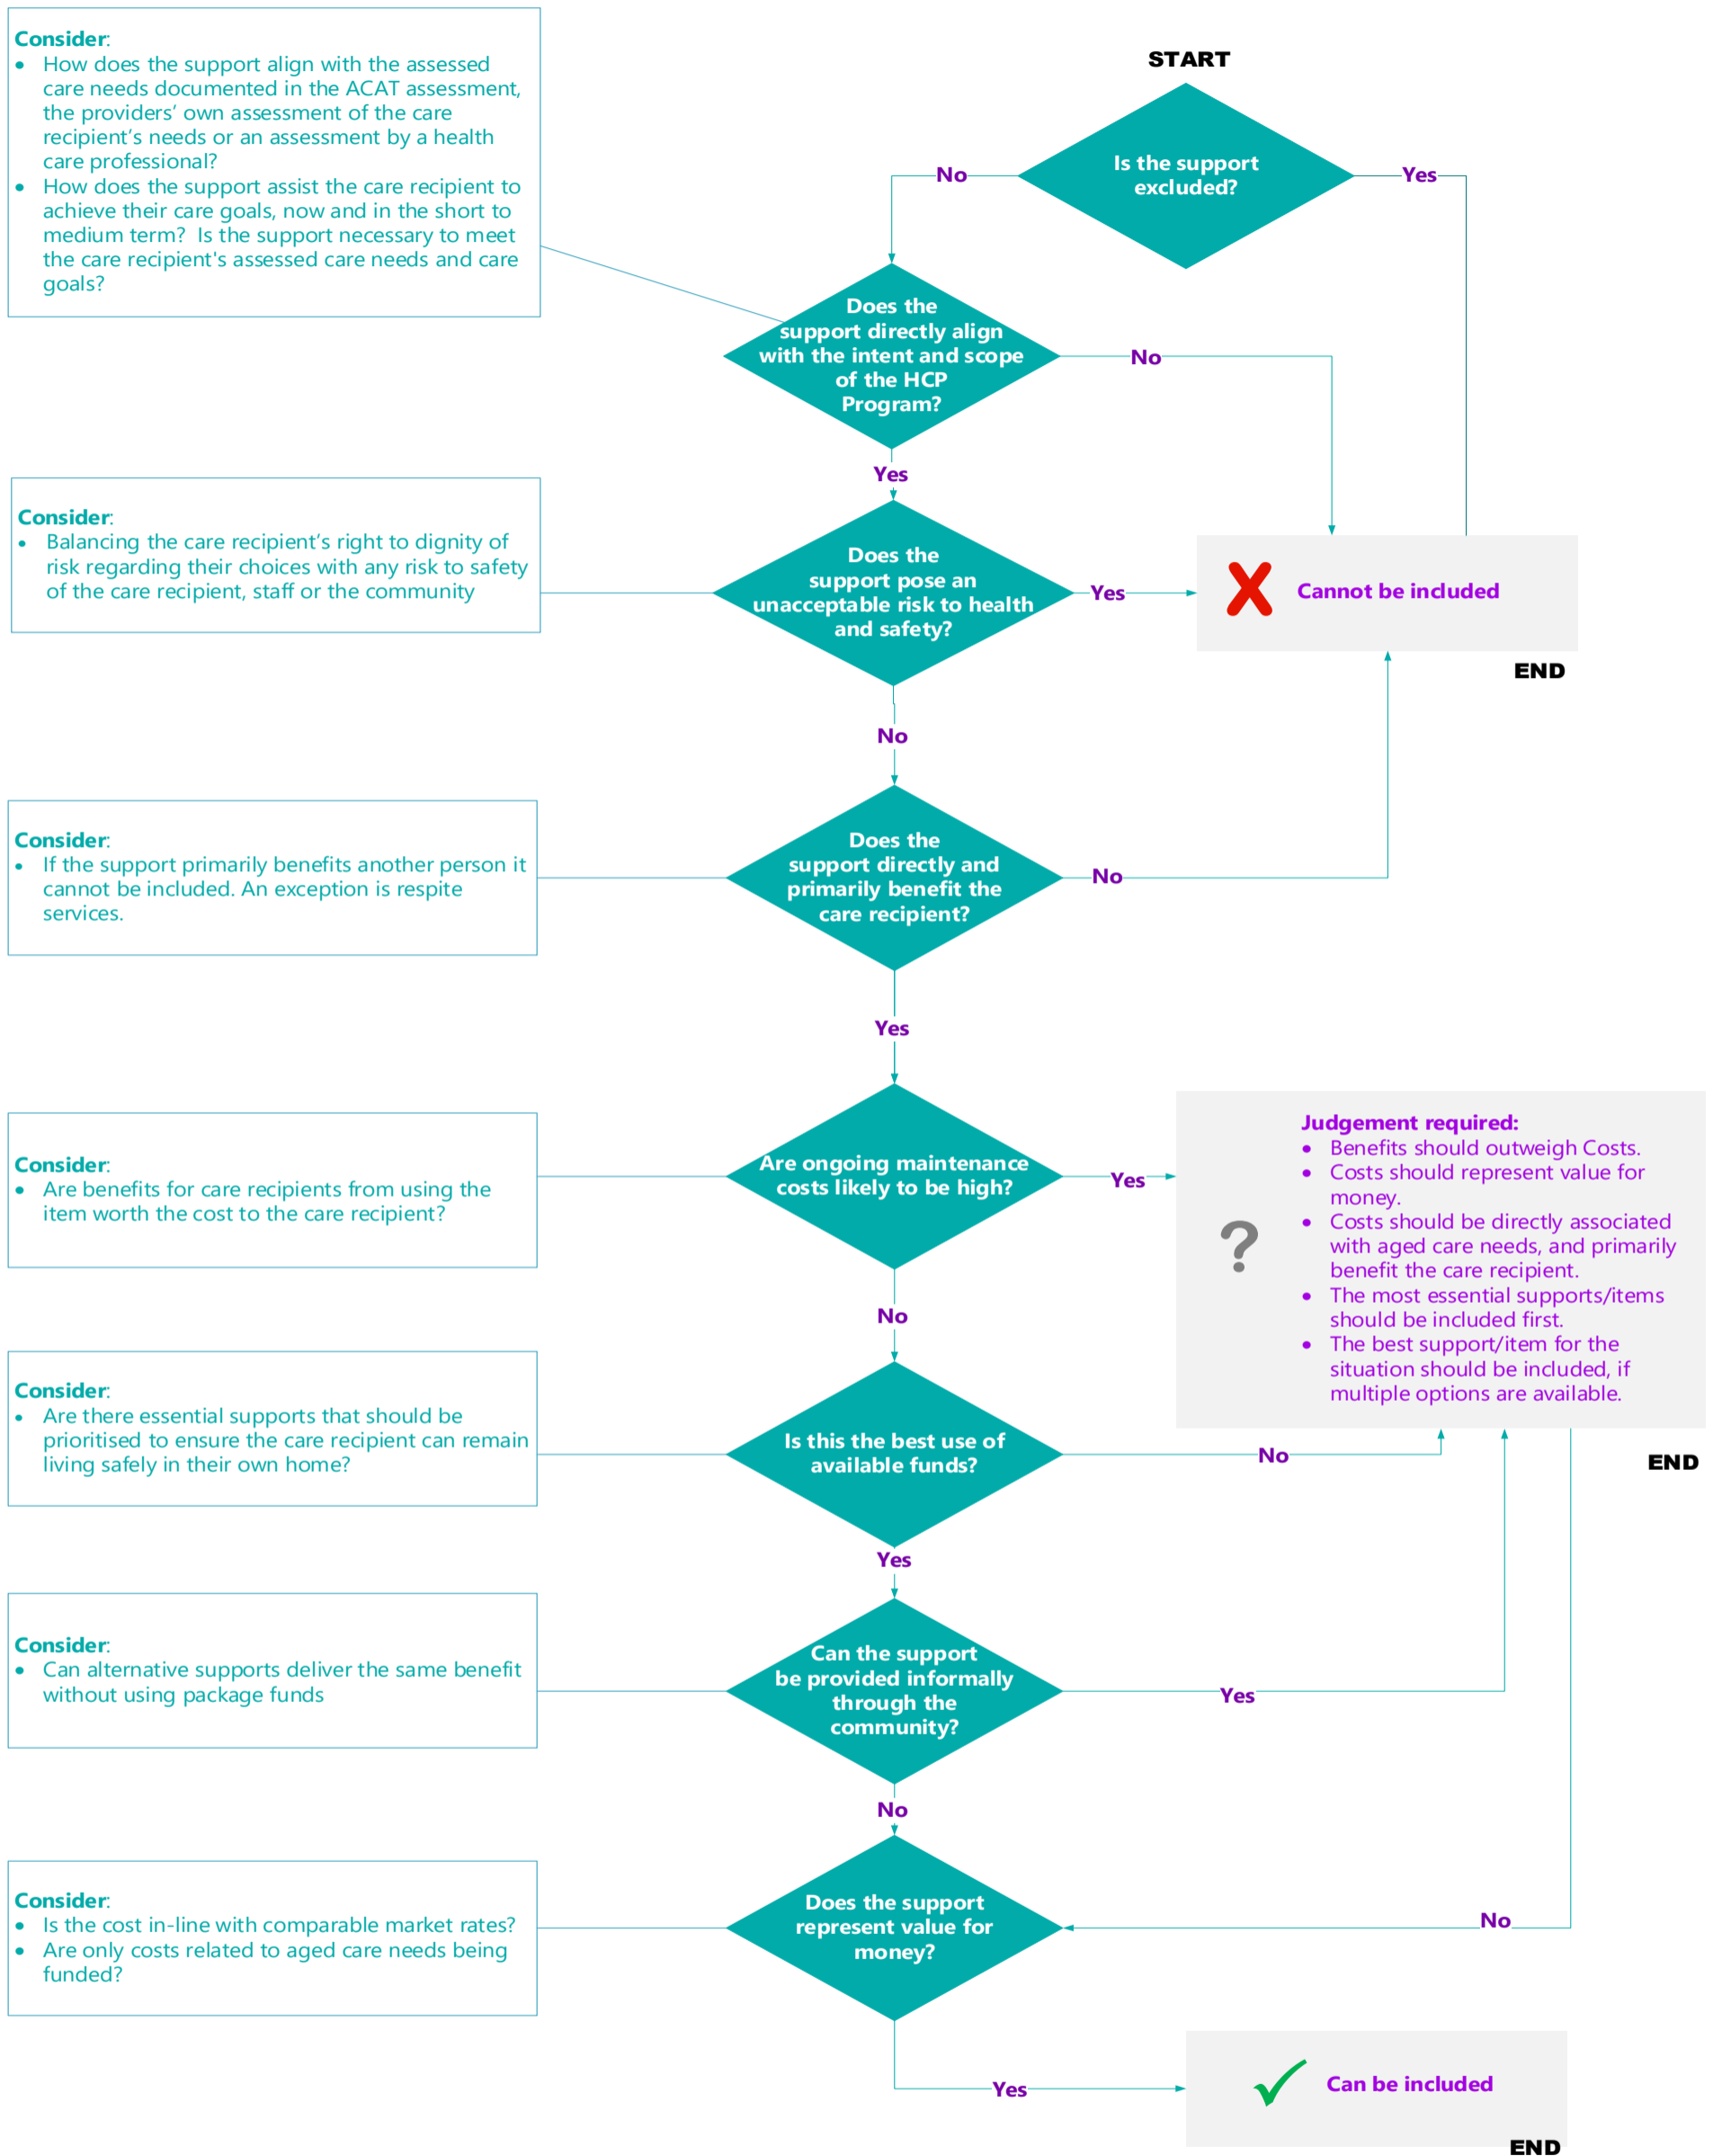 START
Is the support
excluded?
No
Yes
Consider:
• How does the support align with the assessed
care needs documented in the ACAT assessment,
the providers’ own assessment of the care
recipient’s needs or an assessment by a health
care professional?
• How does the support assist the care recipient to
achieve their care goals, now and in the short to
medium term?  Is the support necessary to meet
the care recipient's assessed care needs and care
goals?
Does the
support directly align
with the intent and scope
of the HCP
Program?
No
Yes
Consider:
• Balancing the care recipient’s right to dignity of
risk regarding their choices with any risk to safety
of the care recipient, staff or the community
Does the
support pose an
unacceptable risk to health
and safety?
Yes
Cannot be included
END
No
Consider:
• If the support primarily benefits another person it
cannot be included. An exception is respite
services.
Does the
support directly and
primarily benefit the
care recipient?
No
Yes
Consider:
• Are benefits for care recipients from using the
item worth the cost to the care recipient?
Are ongoing maintenance
costs likely to be high?
Yes
Judgement required:
• Benefits should outweigh Costs.
• Costs should represent value for
money.
• Costs should be directly associated
with aged care needs, and primarily
benefit the care recipient.
• The most essential supports/items
should be included first.
• The best support/item for the
situation should be included, if
multiple options are available.
?
END
No
Consider:
• Are there essential supports that should be
prioritised to ensure the care recipient can remain
living safely in their own home?
Is this the best use of
available funds?
No
Yes
Consider:
• Can alternative supports deliver the same benefit
without using package funds
Can the support
be provided informally
through the
community?
Yes
No
Consider:
• Is the cost in-line with comparable market rates?
• Are only costs related to aged care needs being
funded?
Does the support
represent value for
money?
No
Yes
Can be included
END